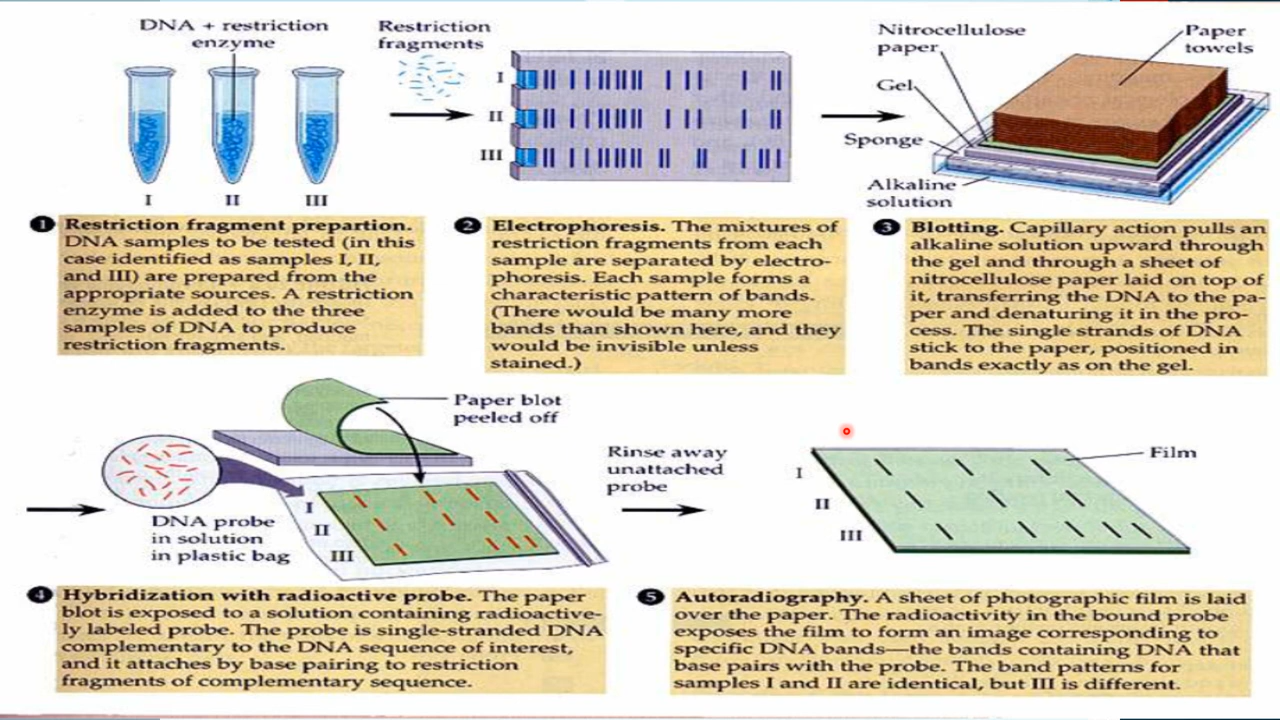 DNA + restriction
enzyme
Restriction
fragments
I
II
III
I
II
III
Nitrocellulose
paper
Gel
Sponge
Alkaline
solution
Paper
towels
1 Restriction fragment prepartion.
DNA samples to be tested (in this
case identified as samples I, II,
and III) are prepared from the
appropriate sources. A restriction
enzyme is added to the three
samples of DNA to produce
restriction fragments.
2 Electrophoresis. The mixtures of
restriction fragments from each
sample are separated by electro-
phoresis. Each sample forms a
characteristic pattern of bands.
(There would be many more
bands than shown here, and they
would be invisible unless
stained.)
3 Blotting. Capillary action pulls an
alkaline solution upward through
the gel and through a sheet of
nitrocellulose paper laid on top of
it, transferring the DNA to the pa-
per and denaturing it in the pro-
cess. The single strands of DNA
stick to the paper, positioned in
bands exactly as on the gel.
Paper blot
peeled off
DNA probe
in solution
in plastic bag
I
II
III
Rinse away
unattached
probe
I
II
III
Film
4 Hybridization with radioactive probe. The paper
blot is exposed to a solution containing radioactive-
ly labeled probe. The probe is single-stranded DNA
complementary to the DNA sequence of interest,
and it attaches by base pairing to restriction
fragments of complementary sequence.
5 Autoradiography. A sheet of photographic film is laid
over the paper. The radioactivity in the bound probe
exposes the film to form an image corresponding to
specific DNA bands—the bands containing DNA that
base pairs with the probe. The band patterns for
samples I and II are identical, but III is different.